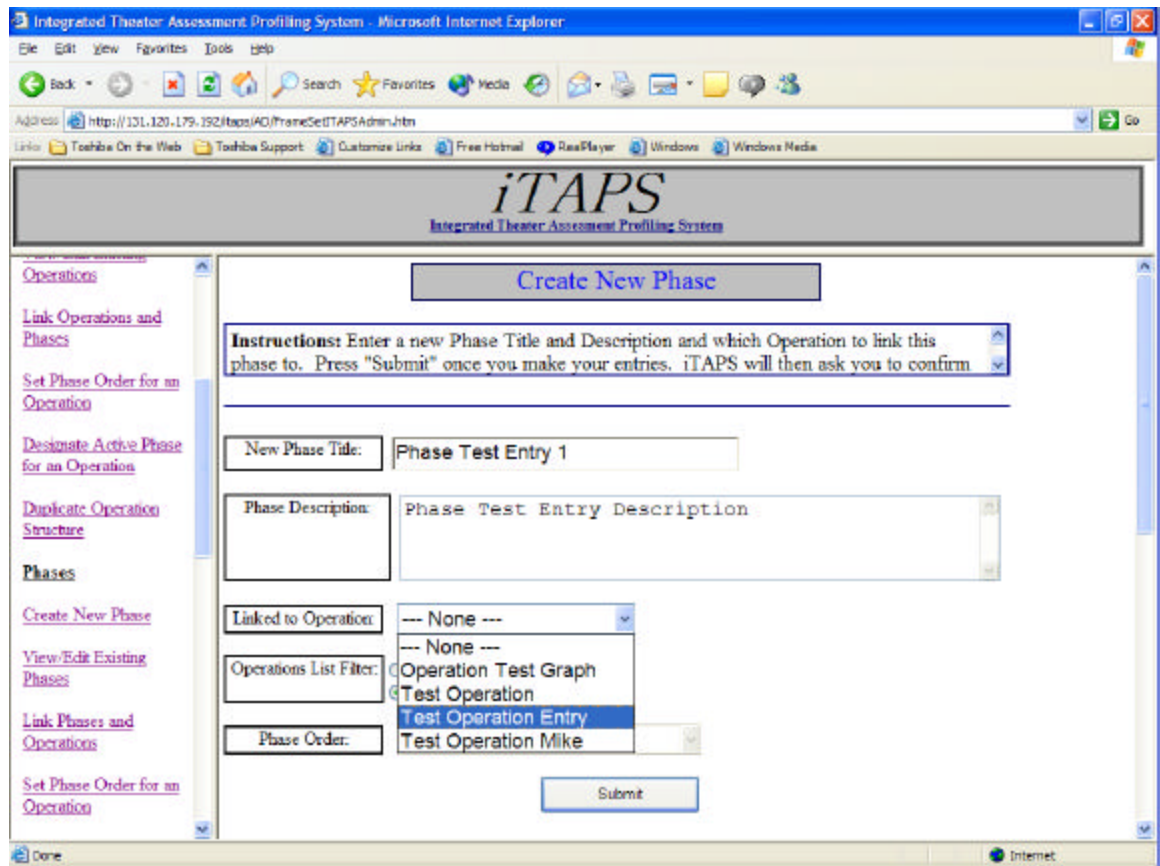 Integrated Theater Assessment Profiling System - Microsoft Internet Explorer
File Edit View Favorites Tools Help
Back Search Favorites Media
Address http://131.120.179.192/itaps/AO/FrameSetITAPSAdmin.htm Go
Links Toshiba On the Web Toshiba Support Customize Links Free Hotmail RealPlayer Windows Windows Media
iTAPS
Integrated Theater Assessment Profiling System
Operations
Link Operations and
Phases
Set Phase Order for an
Operation
Designate Active Phase
for an Operation
Duplicate Operation
Structure
Phases
Create New Phase
View/Edit Existing
Phases
Link Phases and
Operations
Set Phase Order for an
Operation
Create New Phase
Instructions: Enter a new Phase Title and Description and which Operation to link this
phase to. Press "Submit" once you make your entries. iTAPS will then ask you to confirm
New Phase Title: Phase Test Entry 1
Phase Description: Phase Test Entry Description
Linked to Operation: --- None ---
--- None ---
Operations List Filter: Operation Test Graph
Test Operation
Test Operation Entry
Phase Order: Test Operation Mike
Submit
Done Internet